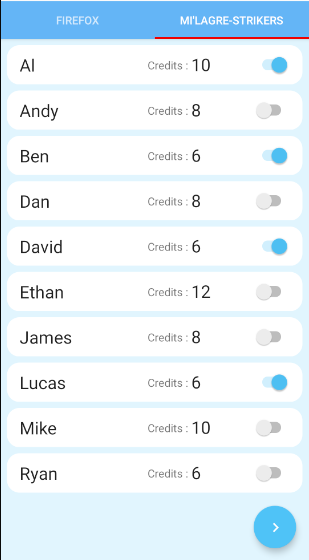 FIREFOX MI'LAGRE-STRIKERS
Al Credits : 10
Andy Credits : 8
Ben Credits : 6
Dan Credits : 8
David Credits : 6
Ethan Credits : 12
James Credits : 8
Lucas Credits : 6
Mike Credits : 10
Ryan Credits : 6